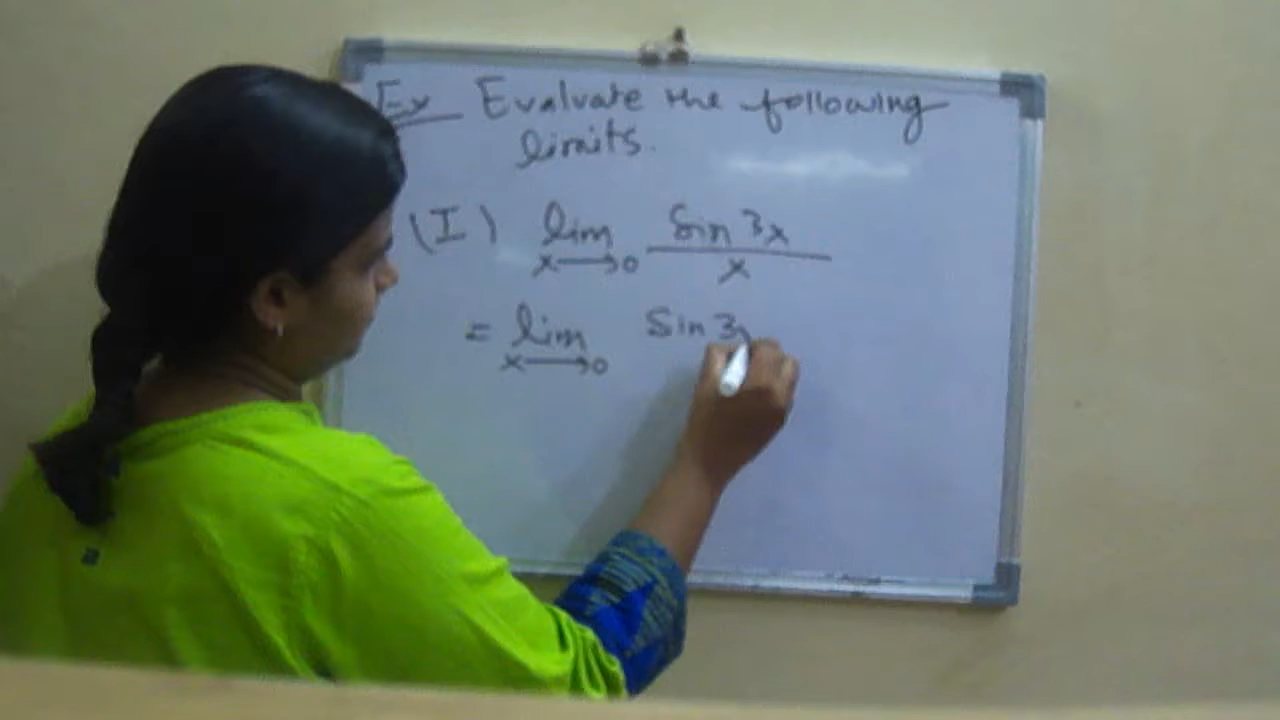 Ex Evaluate the following
limits.
(I) lim x→0 Sin 3x / x
= lim x→0 Sin 3